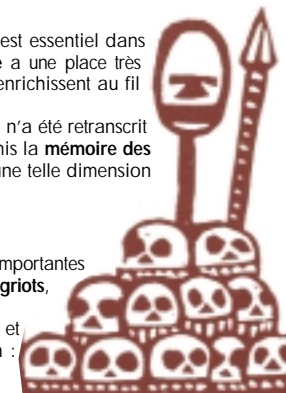 est essentiel dans
a une place très
enrichissent au fil
n'a été retranscrit
la mémoire des
une telle dimension
mportantes
griots,
et
: